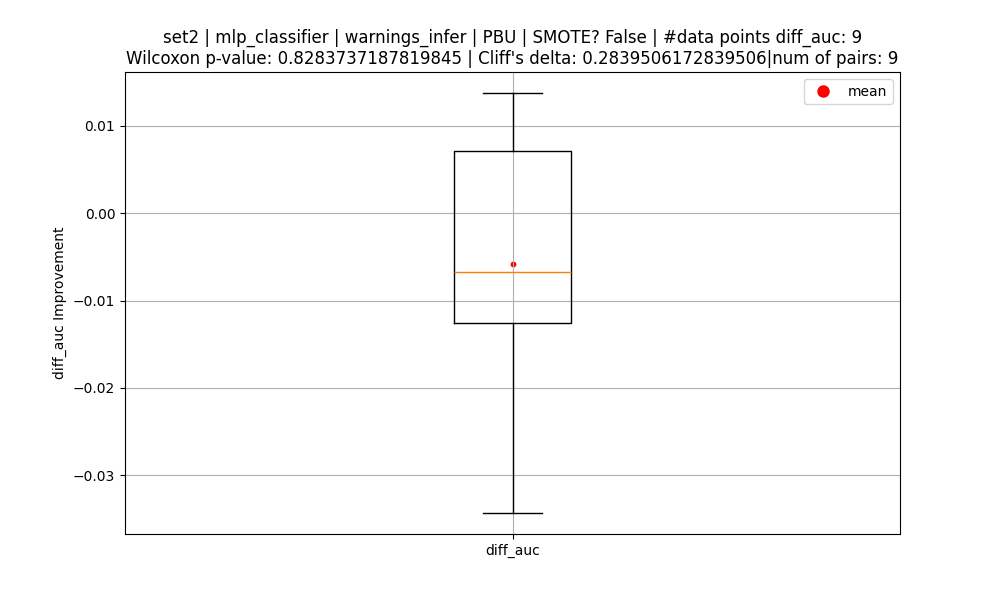 set2 | mlp_classifier | warnings_infer | PBU | SMOTE? False | #data points diff_auc: 9
Wilcoxon p-value: 0.8283737187819845 | Cliff's delta: 0.2839506172839506|num of pairs: 9
mean
0.01
0.00
−0.01
−0.02
−0.03
diff_auc Improvement
diff_auc